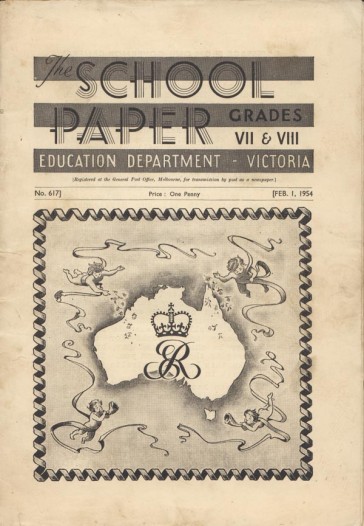 The SCHOOL
PAPER GRADES
VII & VIII
EDUCATION DEPARTMENT - VICTORIA
(Registered at the General Post Office, Melbourne, for transmission by post as a newspaper)
No. 617] Price : One Penny [FEB. 1, 1954
ER